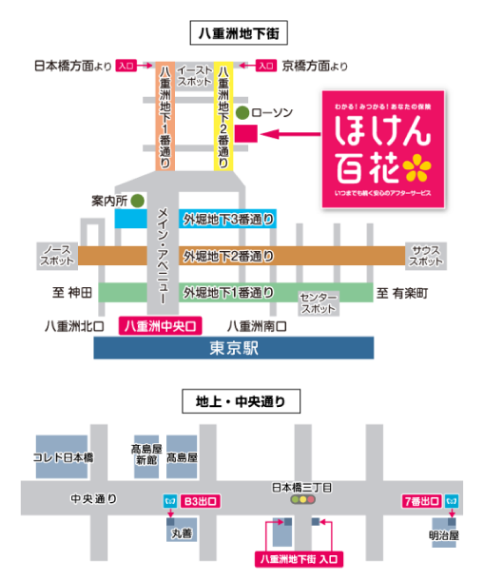 八重洲地下街
日本橋方面より
入口
八重洲地下1番通り
イースト
スポット
八重洲地下2番通り
入口
京橋方面より
ローソン
わかる!みつかる!あなたの保険
ほけん
百花
いつまでも続く安心のアフターサービス
案内所
メイン・アベニュー
外堀地下3番通り
ノース
スポット
外堀地下2番通り
サウス
スポット
至 神田
外堀地下1番通り
センター
スポット
至 有楽町
八重洲北口
八重洲中央口
八重洲南口
東京駅
地上・中央通り
コレド日本橋
髙島屋
新館
髙島屋
中央通り
B3出口
日本橋三丁目
7番出口
丸善
八重洲地下街 入口
明治屋